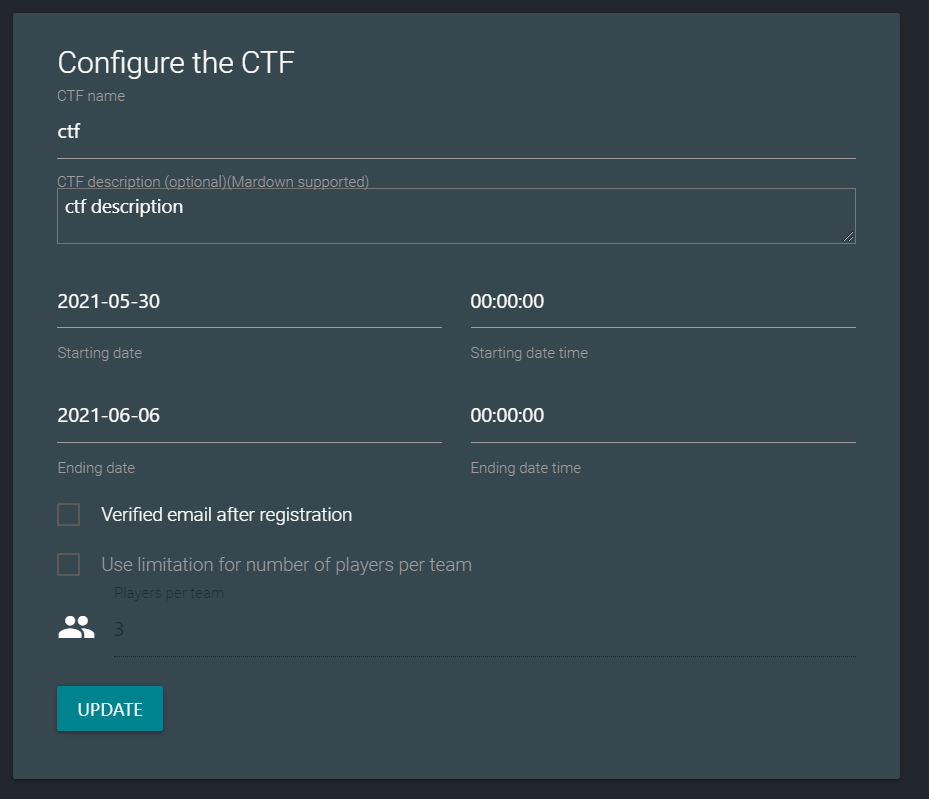 Configure the CTF
CTF name
ctf
CTF description (optional)(Mardown supported)
ctf description
2021-05-30 00:00:00
Starting date Starting date time
2021-06-06 00:00:00
Ending date Ending date time
Verified email after registration
Use limitation for number of players per team
Players per team
3
UPDATE